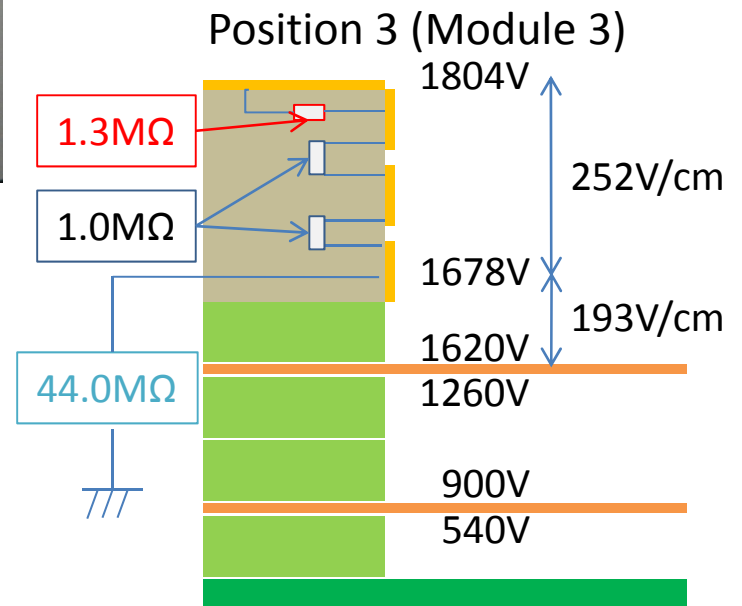 Position 3 (Module 3)
1804V
1.3MΩ
252V/cm
1.0MΩ
1678V
193V/cm
1620V
44.0MΩ
1260V
900V
540V